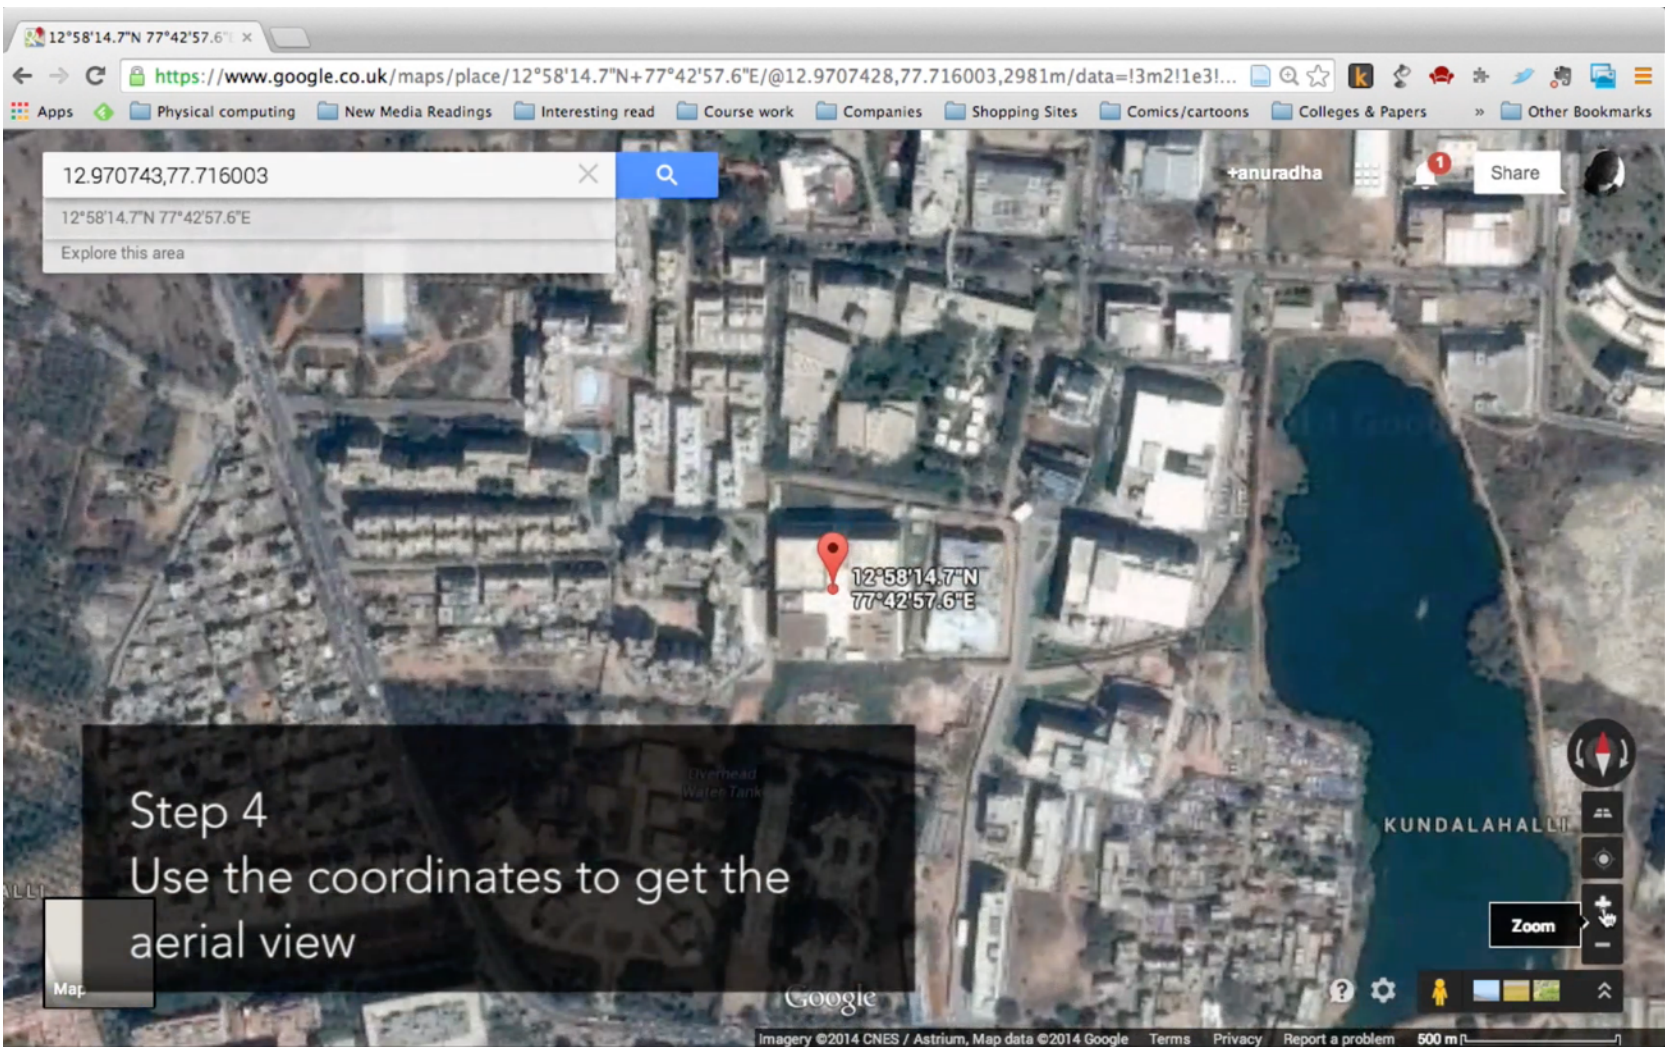 12°58'14.7"N 77°42'57.6"
https://www.google.co.uk/maps/place/12°58'14.7"N+77°42'57.6"E/@12.9707428,77.716003,2981m/data=!3m2!1e3!...
Apps Physical computing New Media Readings Interesting read Course work Companies Shopping Sites Comics/cartoons Colleges & Papers » Other Bookmarks
12.970743,77.716003
+anuradha
1
Share
12°58'14.7"N 77°42'57.6"E
Explore this area
12°58'14.7"N
77°42'57.6"E
Overhead
Water Tank
Step 4
Use the coordinates to get the
aerial view
KUNDALAHALLI
ALLI
Zoom
Map
Google
Imagery ©2014 CNES / Astrium, Map data ©2014 Google Terms Privacy Report a problem 500 m